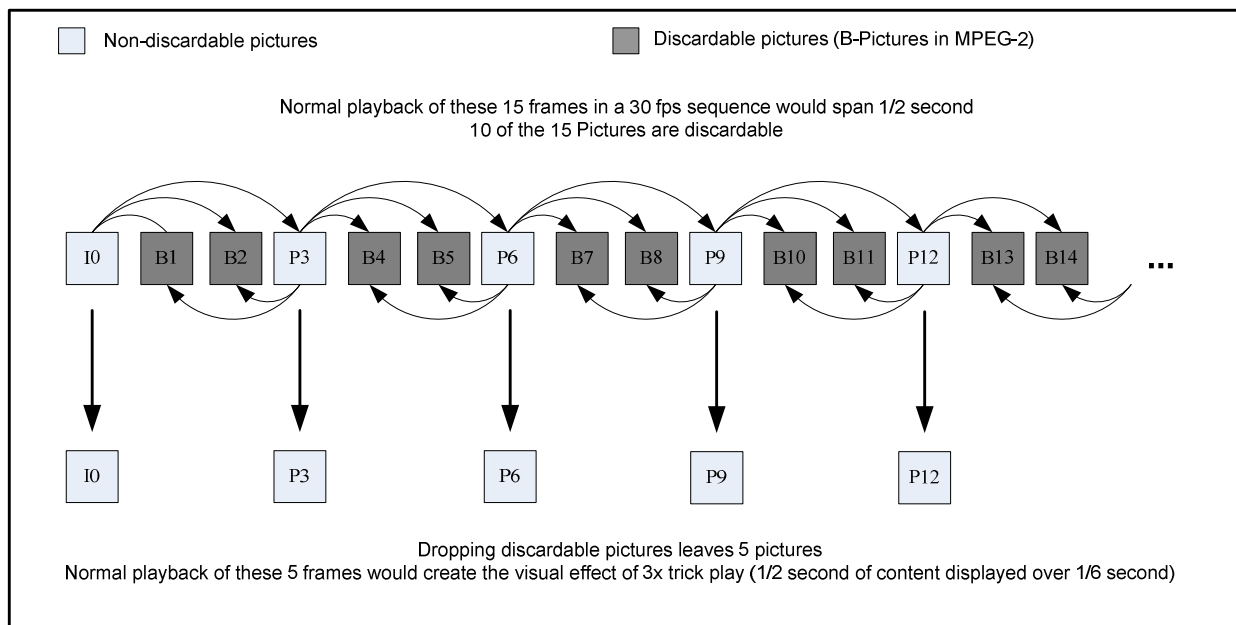 Non-discardable pictures
Discardable pictures (B-Pictures in MPEG-2)
Normal playback of these 15 frames in a 30 fps sequence would span 1/2 second
10 of the 15 Pictures are discardable
I0 B1 B2 P3 B4 B5 P6 B7 B8 P9 B10 B11 P12 B13 B14 ...
I0 P3 P6 P9 P12
Dropping discardable pictures leaves 5 pictures
Normal playback of these 5 frames would create the visual effect of 3x trick play (1/2 second of content displayed over 1/6 second)